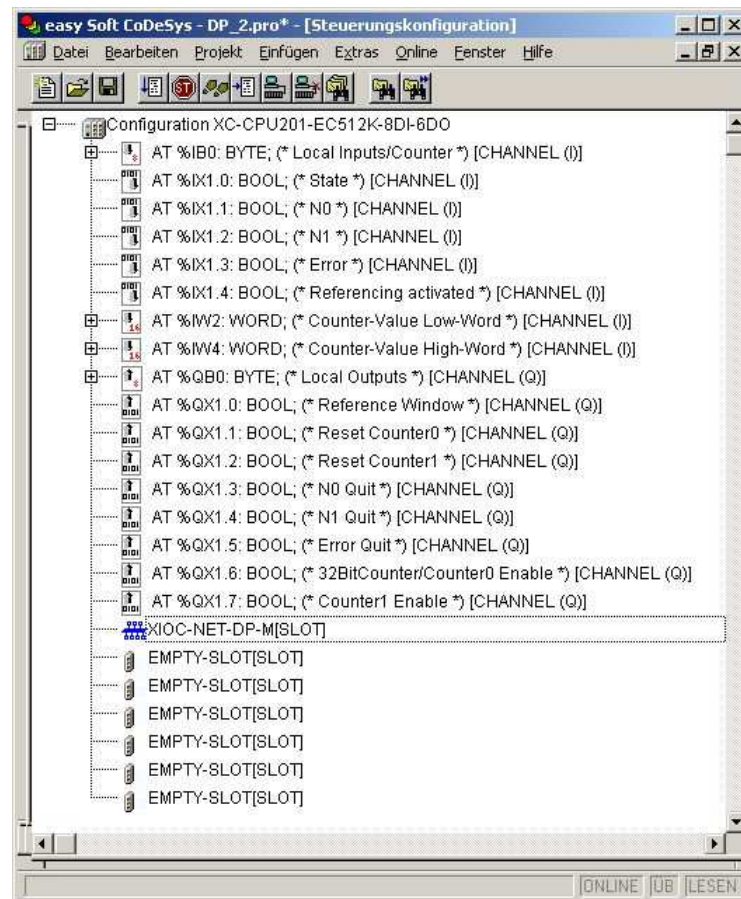 easy Soft CoDeSys - DP_2.pro* - [Steuerungskonfiguration]
Datei Bearbeiten Projekt Einfügen Extras Online Fenster Hilfe
Configuration XC-CPU201-EC512K-8DI-6DO
AT %IB0: BYTE; (* Local Inputs/Counter *) [CHANNEL (I)]
AT %IX1.0: BOOL; (* State *) [CHANNEL (I)]
AT %IX1.1: BOOL; (* N0 *) [CHANNEL (I)]
AT %IX1.2: BOOL; (* N1 *) [CHANNEL (I)]
AT %IX1.3: BOOL; (* Error *) [CHANNEL (I)]
AT %IX1.4: BOOL; (* Referencing activated *) [CHANNEL (I)]
AT %IW2: WORD; (* Counter-Value Low-Word *) [CHANNEL (I)]
AT %IW4: WORD; (* Counter-Value High-Word *) [CHANNEL (I)]
AT %QB0: BYTE; (* Local Outputs *) [CHANNEL (Q)]
AT %QX1.0: BOOL; (* Reference Window *) [CHANNEL (Q)]
AT %QX1.1: BOOL; (* Reset Counter0 *) [CHANNEL (Q)]
AT %QX1.2: BOOL; (* Reset Counter1 *) [CHANNEL (Q)]
AT %QX1.3: BOOL; (* N0 Quit *) [CHANNEL (Q)]
AT %QX1.4: BOOL; (* N1 Quit *) [CHANNEL (Q)]
AT %QX1.5: BOOL; (* Error Quit *) [CHANNEL (Q)]
AT %QX1.6: BOOL; (* 32BitCounter/Counter0 Enable *) [CHANNEL (Q)]
AT %QX1.7: BOOL; (* Counter1 Enable *) [CHANNEL (Q)]
XIOC-NET-DP-M[SLOT]
EMPTY-SLOT[SLOT]
EMPTY-SLOT[SLOT]
EMPTY-SLOT[SLOT]
EMPTY-SLOT[SLOT]
EMPTY-SLOT[SLOT]
EMPTY-SLOT[SLOT]
ONLINE ÜB LESEN